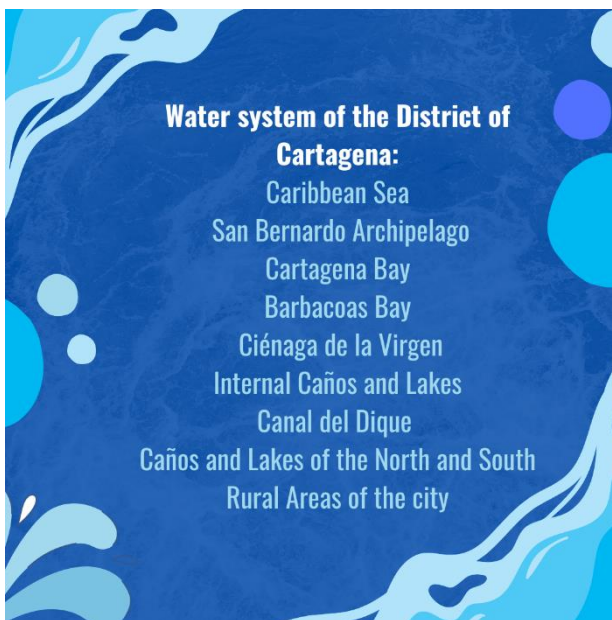 Water system of the District of
Cartagena:
Caribbean Sea
San Bernardo Archipelago
Cartagena Bay
Barbacoas Bay
Ciénaga de la Virgen
Internal Caños and Lakes
Canal del Dique
Caños and Lakes of the North and South
Rural Areas of the city